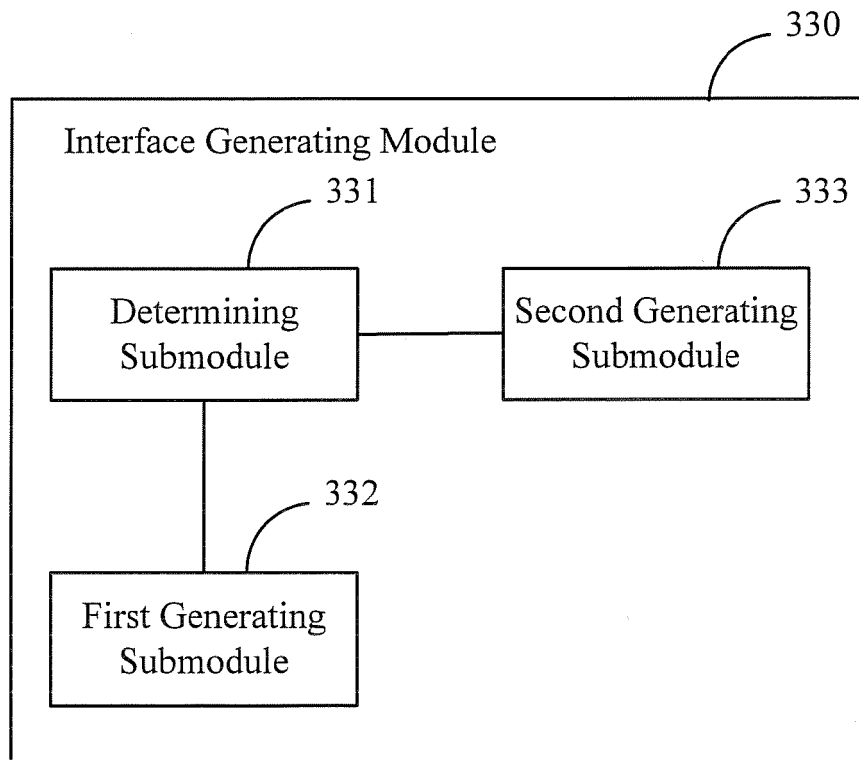 330
Interface Generating Module
331
333
Determining
Submodule
Second Generating
Submodule
332
First Generating
Submodule